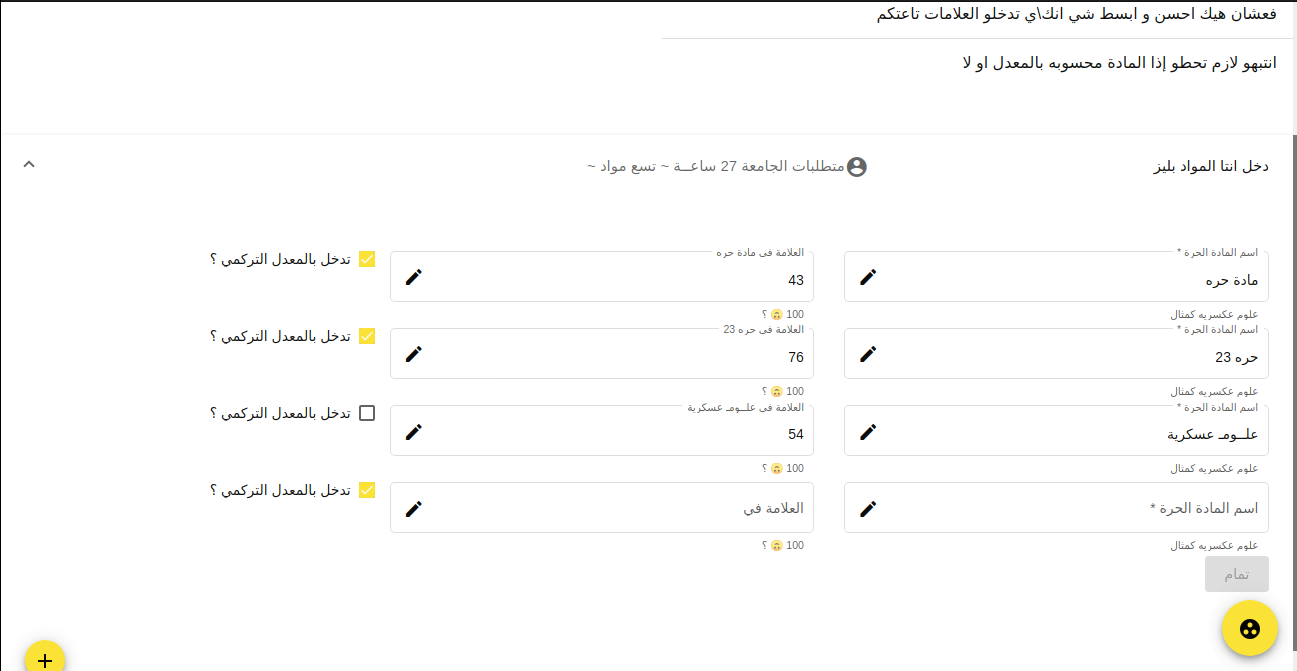 فعشان هيك احسن و ابسط شي انك\ي تدخلو العلامات تاعتكم
انتبهو لازم تحطو إذا المادة محسوبه بالمعدل او لا
دخل انتا المواد بليز
متطلبات الجامعة 27 ساعــة ~ تسع مواد ~
اسم المادة الحرة *
العلامة في مادة حره
مادة حره
43
تدخل بالمعدل التركمي ؟
علوم عكسريه كمثال
100 🙃 ؟
اسم المادة الحرة *
العلامة في حره 23
حره 23
76
تدخل بالمعدل التركمي ؟
علوم عكسريه كمثال
100 🙃 ؟
اسم المادة الحرة *
العلامة في علــومـ عسكرية
علــومـ عسكرية
54
تدخل بالمعدل التركمي ؟
علوم عكسريه كمثال
100 🙃 ؟
اسم المادة الحرة *
العلامة في
تدخل بالمعدل التركمي ؟
علوم عكسريه كمثال
100 🙃 ؟
تمام